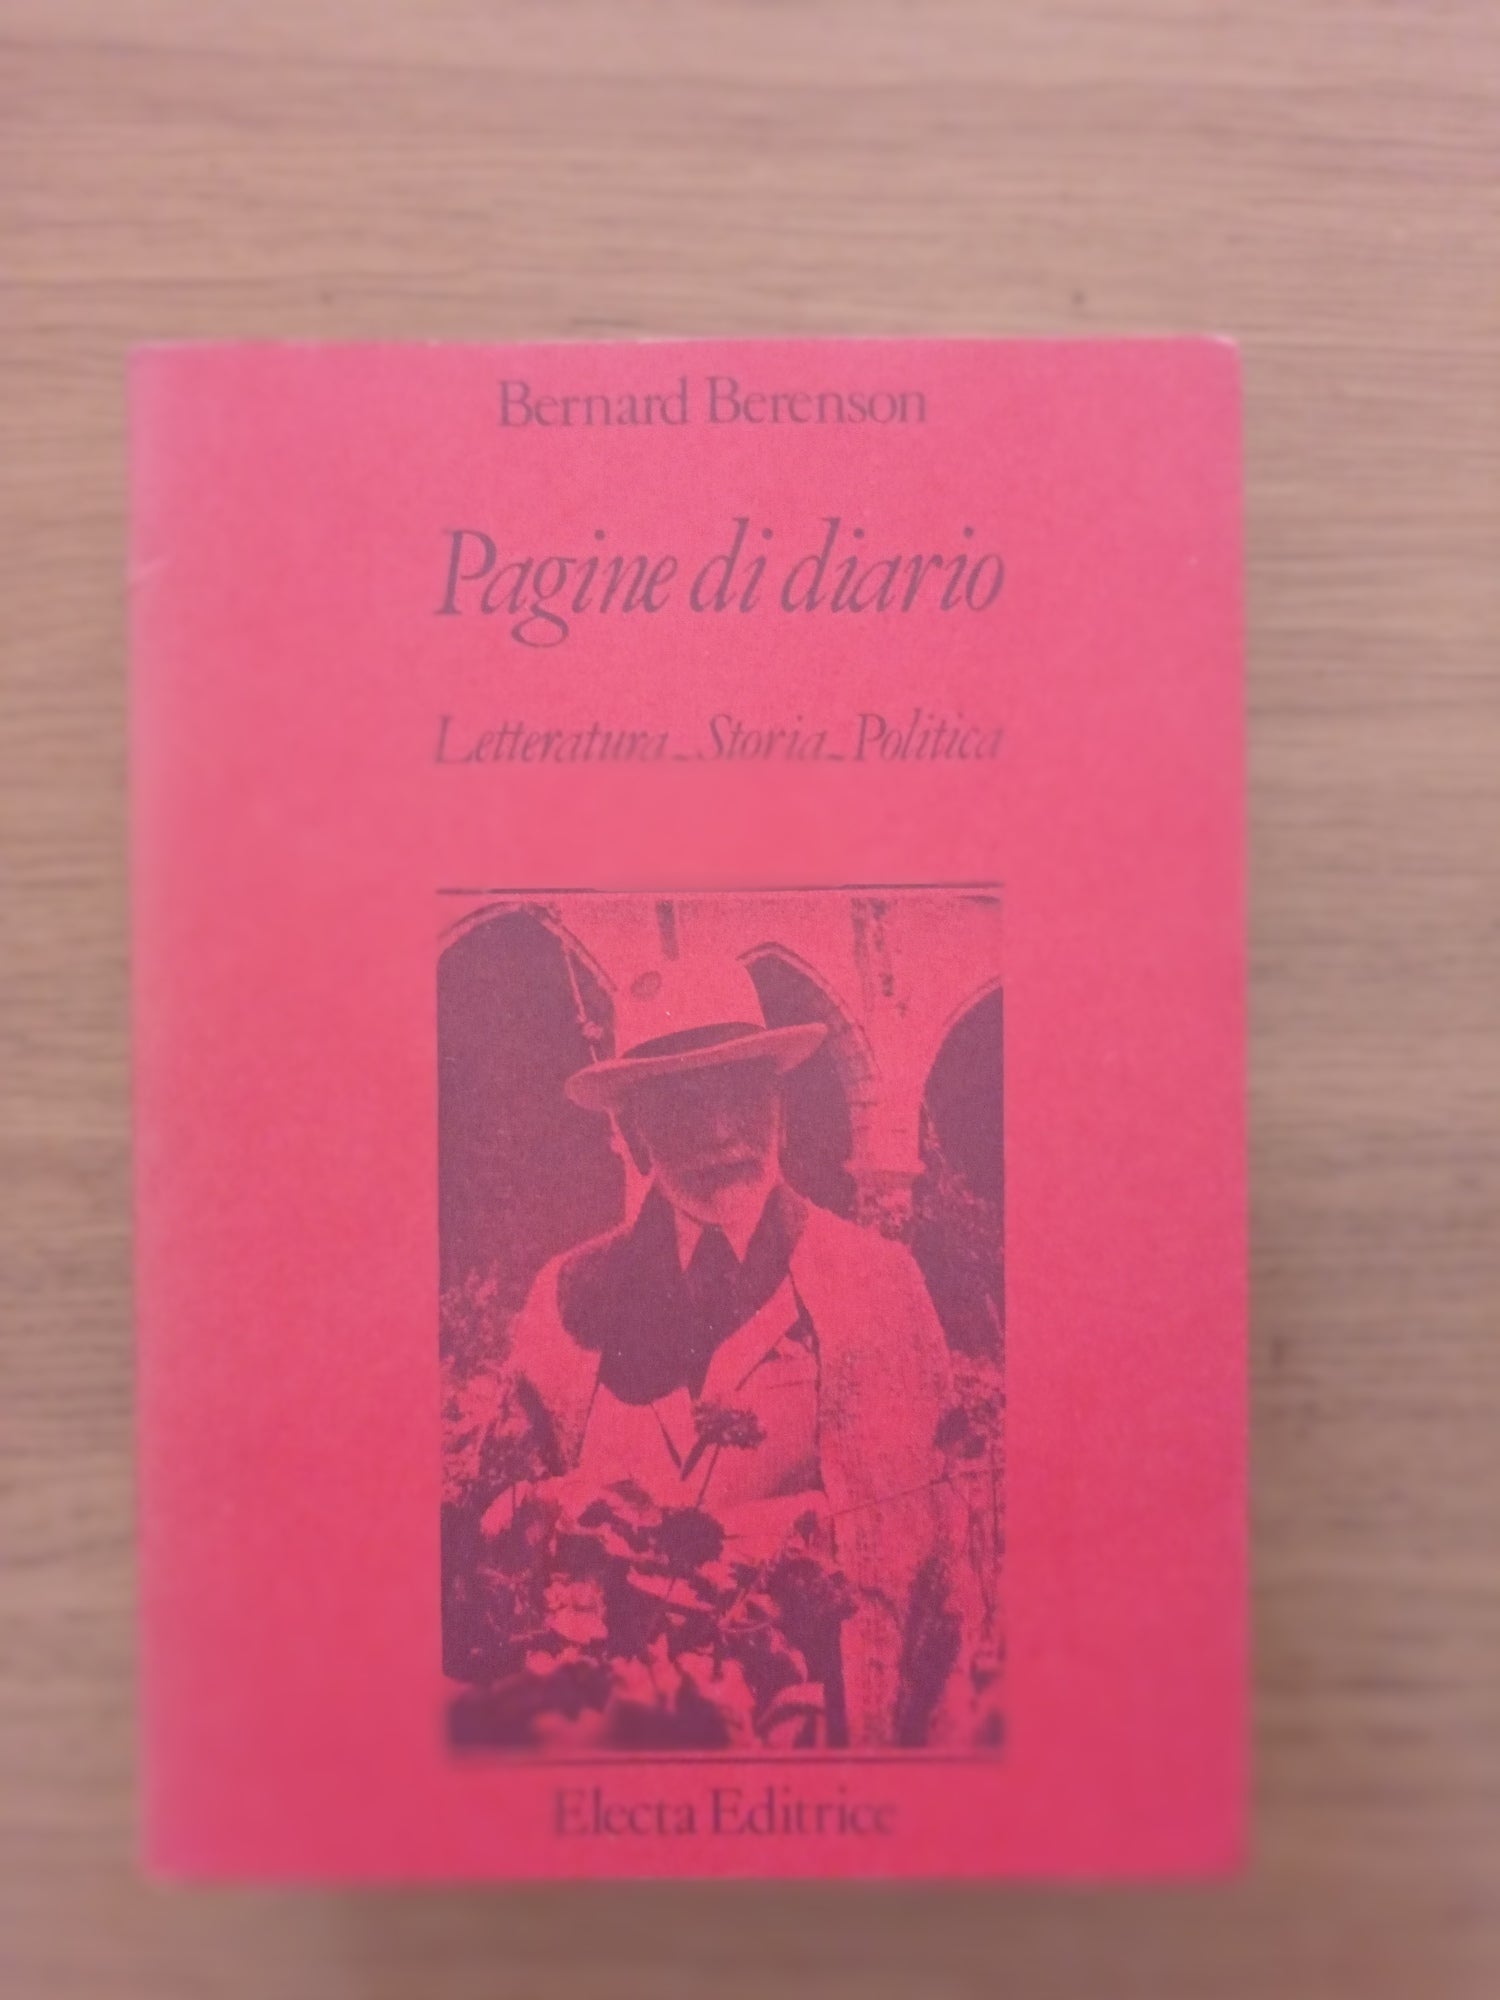 Bernard Berenson
Pagine di diario
Letteratura_Storia_Politica
Electa Editrice